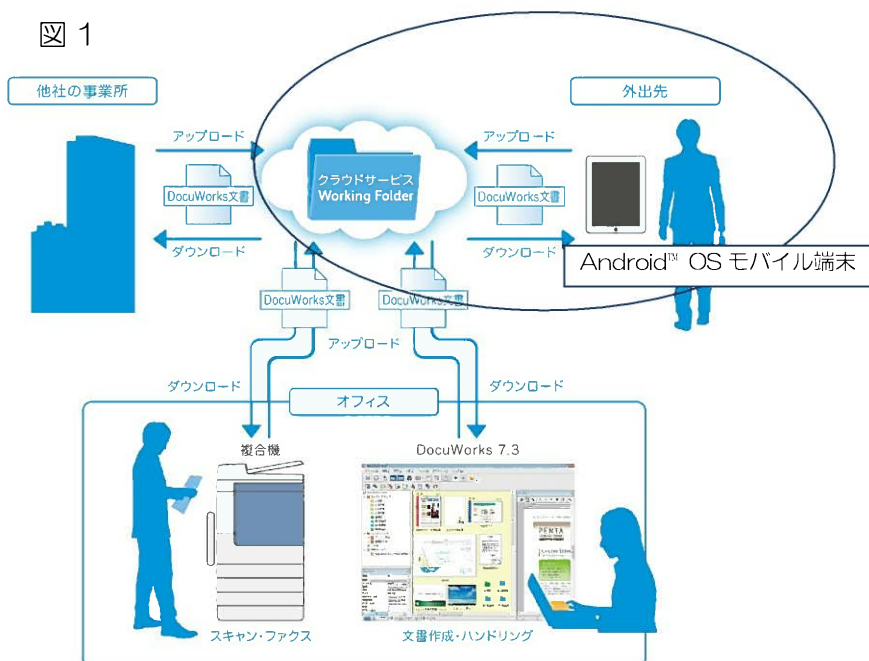 図 1
他社の事業所
外出先
アップロード
アップロード
クラウドサービス
Working Folder
DocuWorks文書
DocuWorks文書
ダウンロード
ダウンロード
Android™ OS モバイル端末
DocuWorks文書
DocuWorks文書
アップロード
ダウンロード
ダウンロード
オフィス
複合機
DocuWorks 7.3
PENTA
スキャン・ファクス
文書作成・ハンドリング